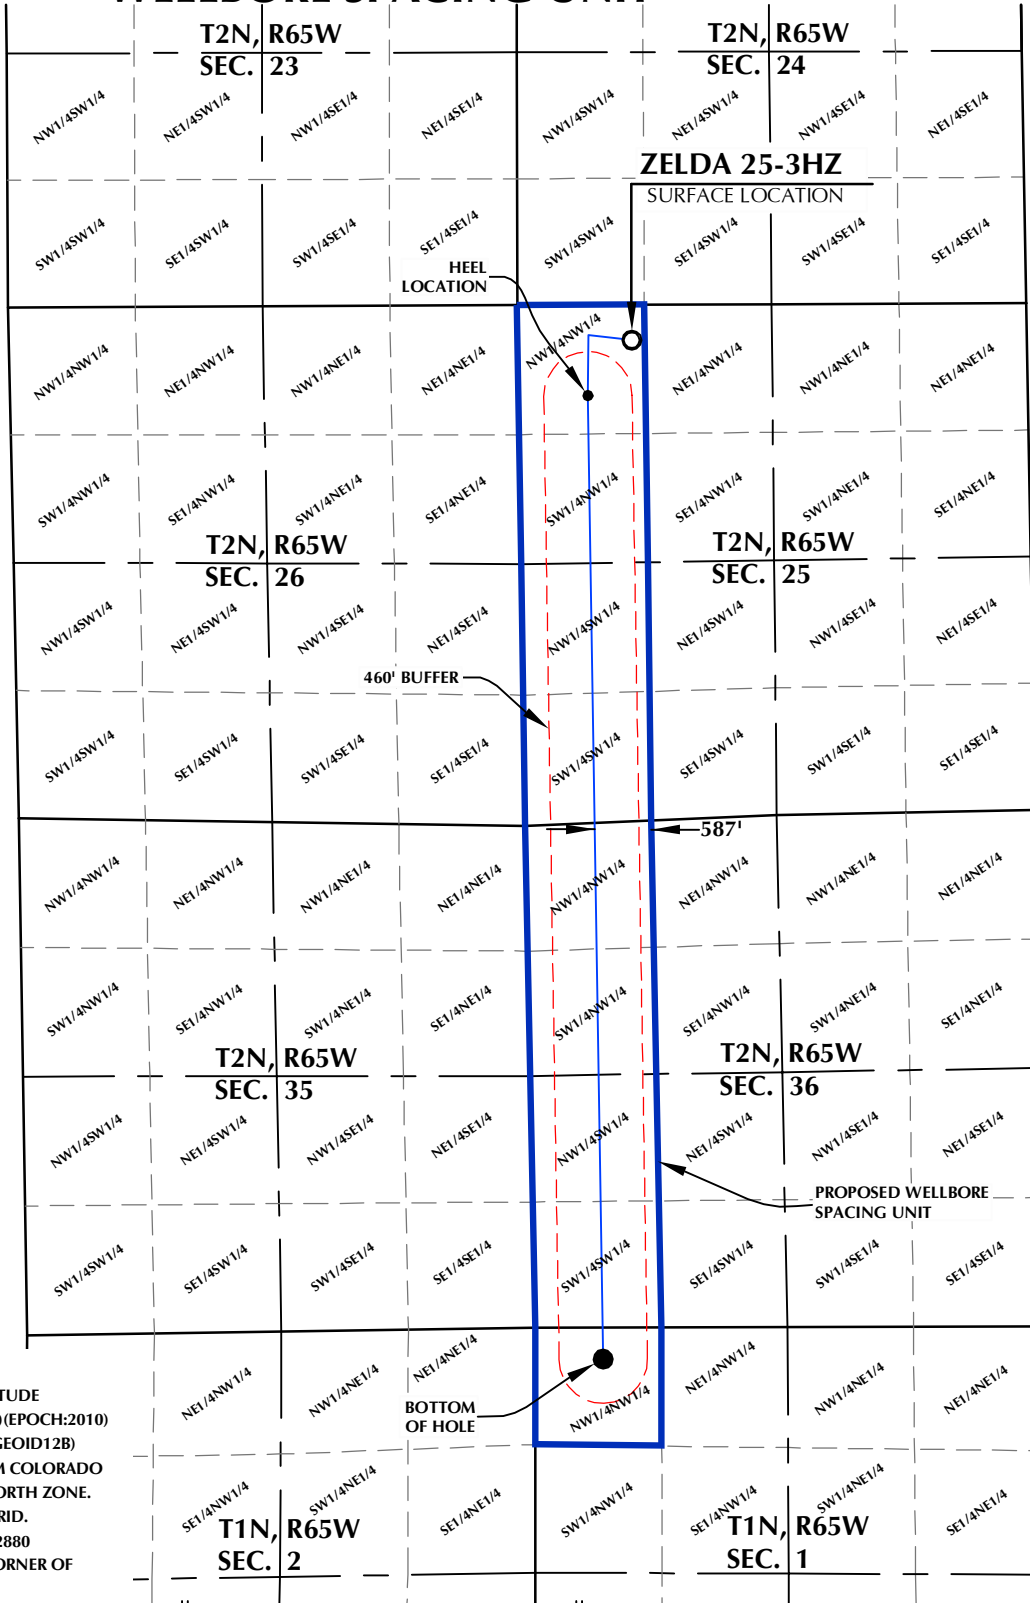 WELLBORE SPACING UNIT
T2N, R65W
SEC. 23
T2N, R65W
SEC. 24
NW1/4SW1/4
NE1/4SW1/4
NW1/4SE1/4
NE1/4SE1/4
NW1/4SW1/4
NE1/4SW1/4
NW1/4SE1/4
NE1/4SE1/4
ZELDA 25-3HZ
SURFACE LOCATION
SW1/4SW1/4
SE1/4SW1/4
SW1/4SE1/4
SE1/4SE1/4
SW1/4SW1/4
SE1/4SW1/4
SW1/4SE1/4
SE1/4SE1/4
HEEL
LOCATION
NW1/4NW1/4
NE1/4NW1/4
NW1/4NE1/4
NE1/4NE1/4
NW1/4NW1/4
NE1/4NW1/4
NW1/4NE1/4
NE1/4NE1/4
SW1/4NW1/4
SE1/4NW1/4
SW1/4NE1/4
SE1/4NE1/4
SW1/4NW1/4
SE1/4NW1/4
SW1/4NE1/4
SE1/4NE1/4
T2N, R65W
SEC. 26
T2N, R65W
SEC. 25
NW1/4SW1/4
NE1/4SW1/4
NW1/4SE1/4
NE1/4SE1/4
NW1/4SW1/4
NE1/4SW1/4
NW1/4SE1/4
NE1/4SE1/4
460' BUFFER
SW1/4SW1/4
SE1/4SW1/4
SW1/4SE1/4
SE1/4SE1/4
SW1/4SW1/4
SE1/4SW1/4
SW1/4SE1/4
SE1/4SE1/4
587'
NW1/4NW1/4
NE1/4NW1/4
NW1/4NE1/4
NE1/4NE1/4
NW1/4NW1/4
NE1/4NW1/4
NW1/4NE1/4
NE1/4NE1/4
SW1/4NW1/4
SE1/4NW1/4
SW1/4NE1/4
SE1/4NE1/4
SW1/4NW1/4
SE1/4NW1/4
SW1/4NE1/4
SE1/4NE1/4
T2N, R65W
SEC. 35
T2N, R65W
SEC. 36
NW1/4SW1/4
NE1/4SW1/4
NW1/4SE1/4
NE1/4SE1/4
NW1/4SW1/4
NE1/4SW1/4
NW1/4SE1/4
NE1/4SE1/4
PROPOSED WELLBORE
SPACING UNIT
SW1/4SW1/4
SE1/4SW1/4
SW1/4SE1/4
SE1/4SE1/4
SW1/4SW1/4
SE1/4SW1/4
SW1/4SE1/4
SE1/4SE1/4
NE1/4NW1/4
NW1/4NE1/4
NE1/4NE1/4
NW1/4NW1/4
NE1/4NW1/4
NW1/4NE1/4
NE1/4NE1/4
BOTTOM
OF HOLE
TUDE
(EPOCH:2010)
GEOID12B)
M COLORADO
ORTH ZONE.
RID.
2880
ORNER OF
SE1/4NW1/4
SW1/4NE1/4
SE1/4NE1/4
SW1/4NW1/4
SE1/4NW1/4
SW1/4NE1/4
SE1/4NE1/4
T1N, R65W
SEC. 2
T1N, R65W
SEC. 1